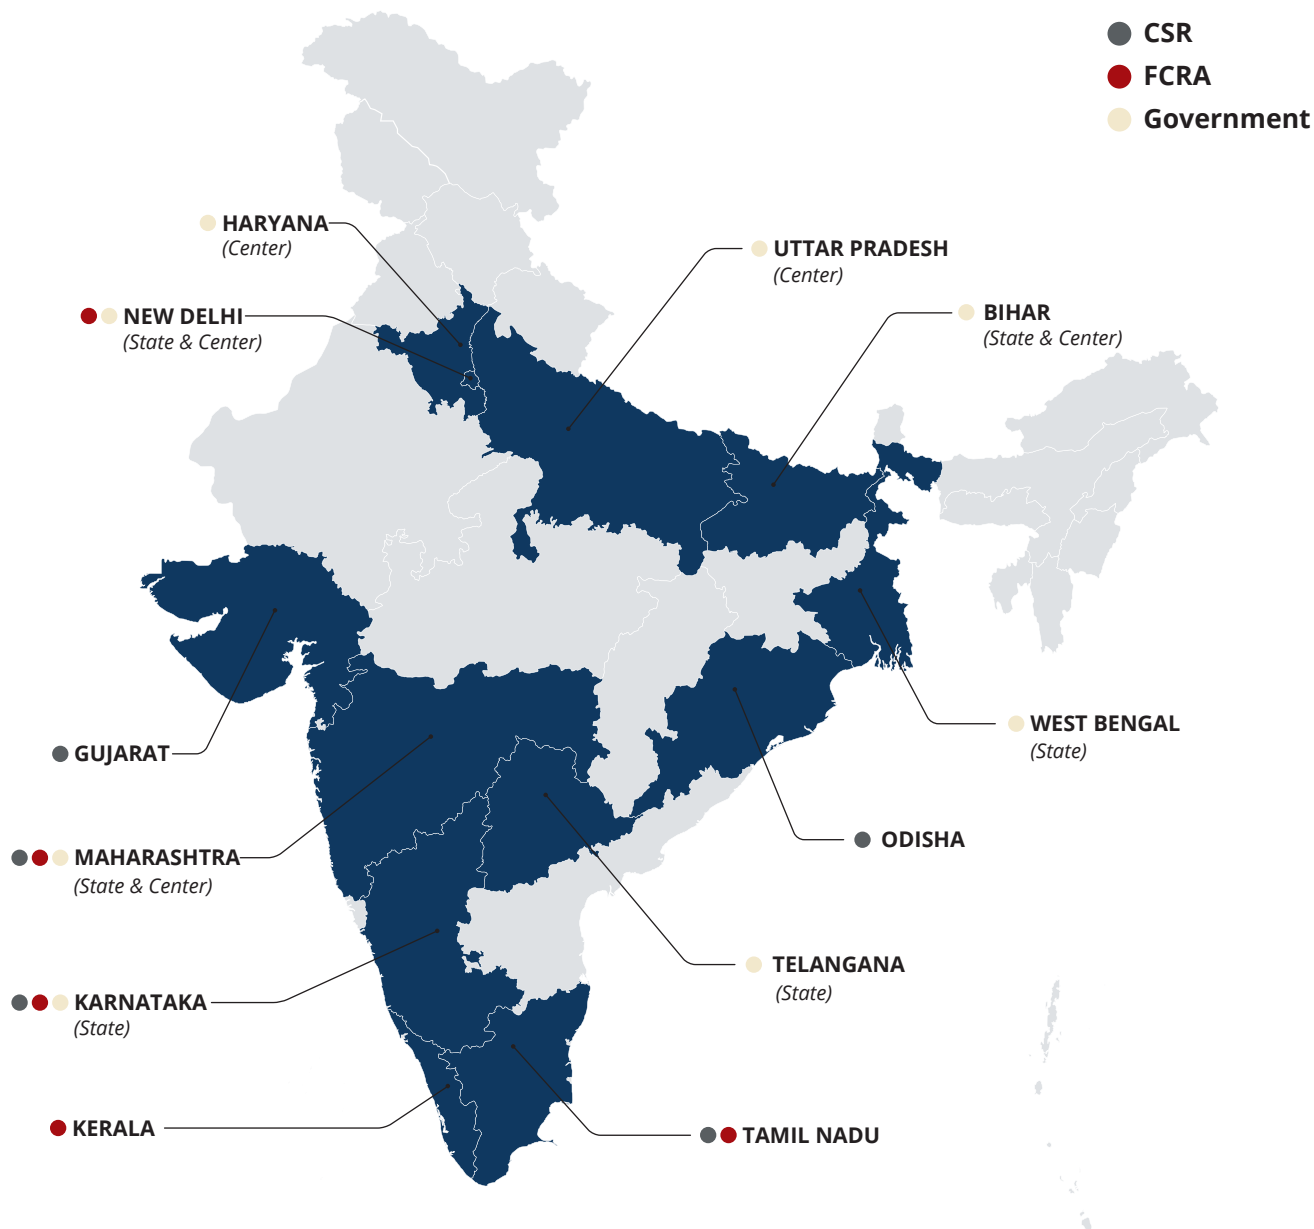 CSR
FCRA
Government
HARYANA
(Center)
UTTAR PRADESH
(Center)
NEW DELHI
(State & Center)
BIHAR
(State & Center)
WEST BENGAL
(State)
GUJARAT
ODISHA
MAHARASHTRA
(State & Center)
TELANGANA
(State)
KARNATAKA
(State)
KERALA
TAMIL NADU